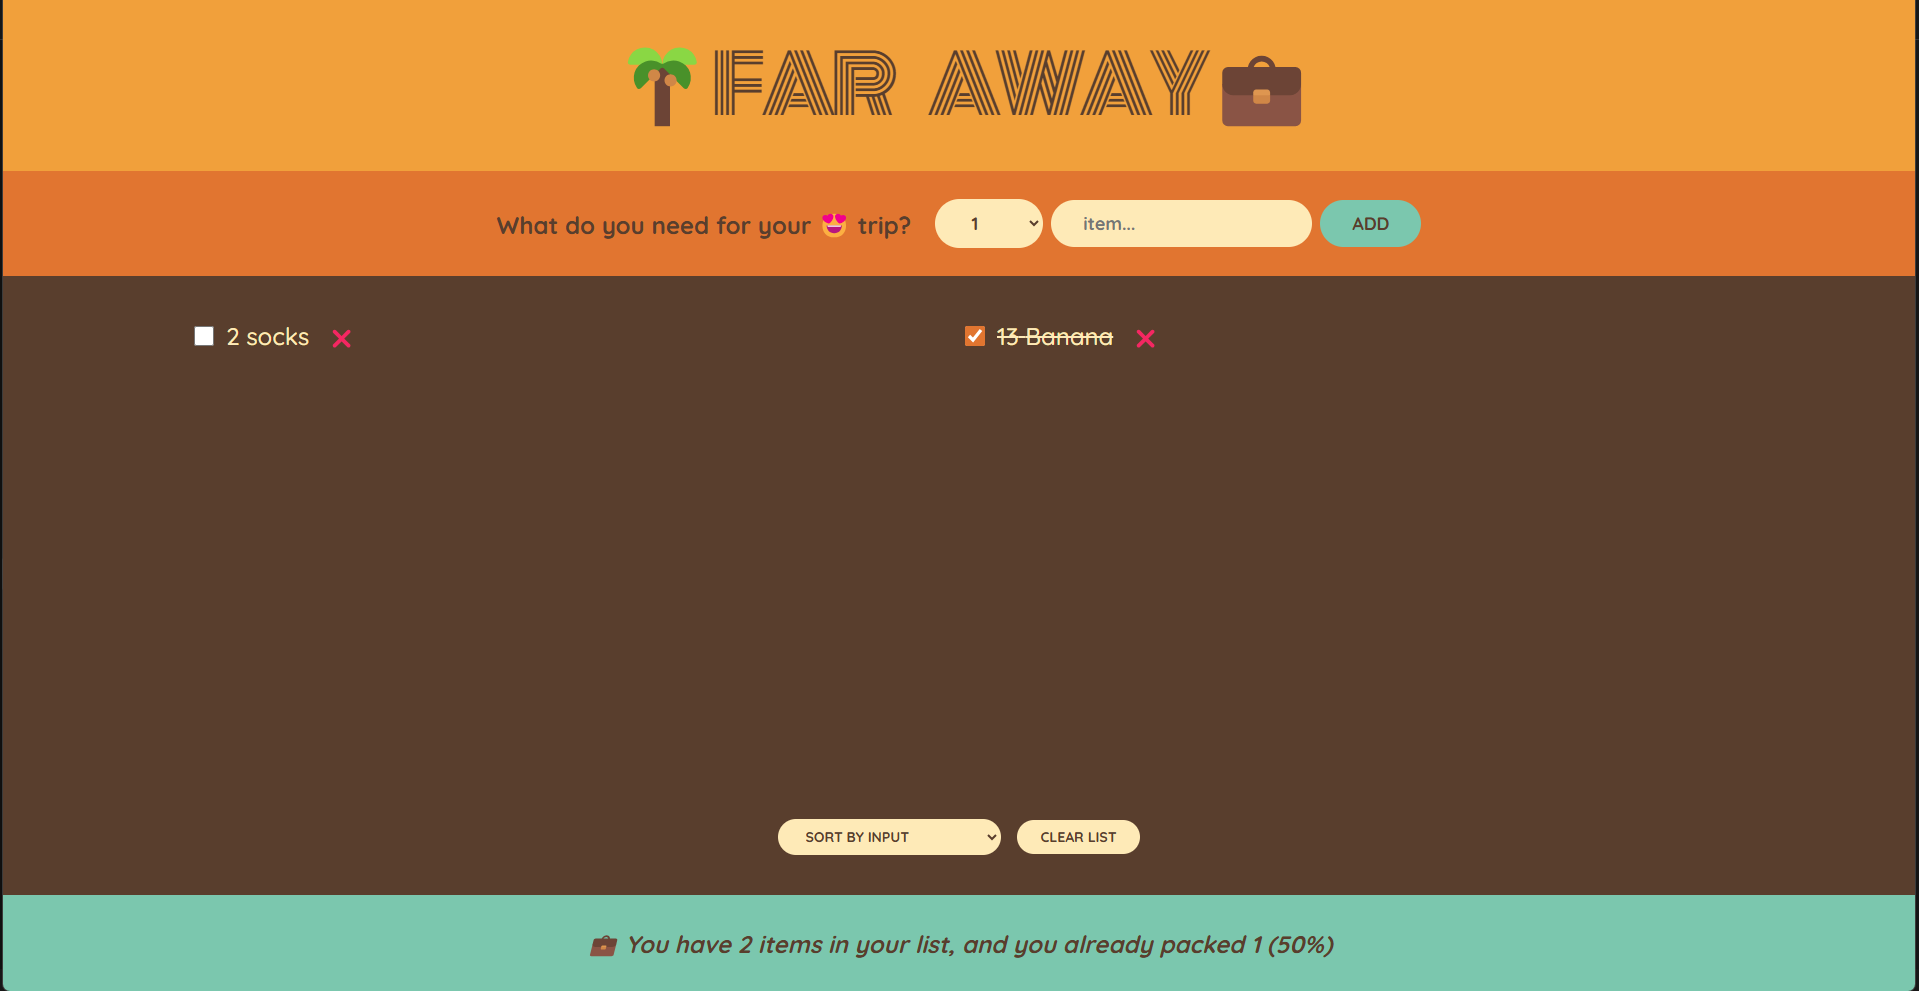 FAR AWAY
What do you need for your 😍 trip? 1 item... ADD
2 socks ❌ 13 Banana ❌
SORT BY INPUT CLEAR LIST
💼 You have 2 items in your list, and you already packed 1 (50%)